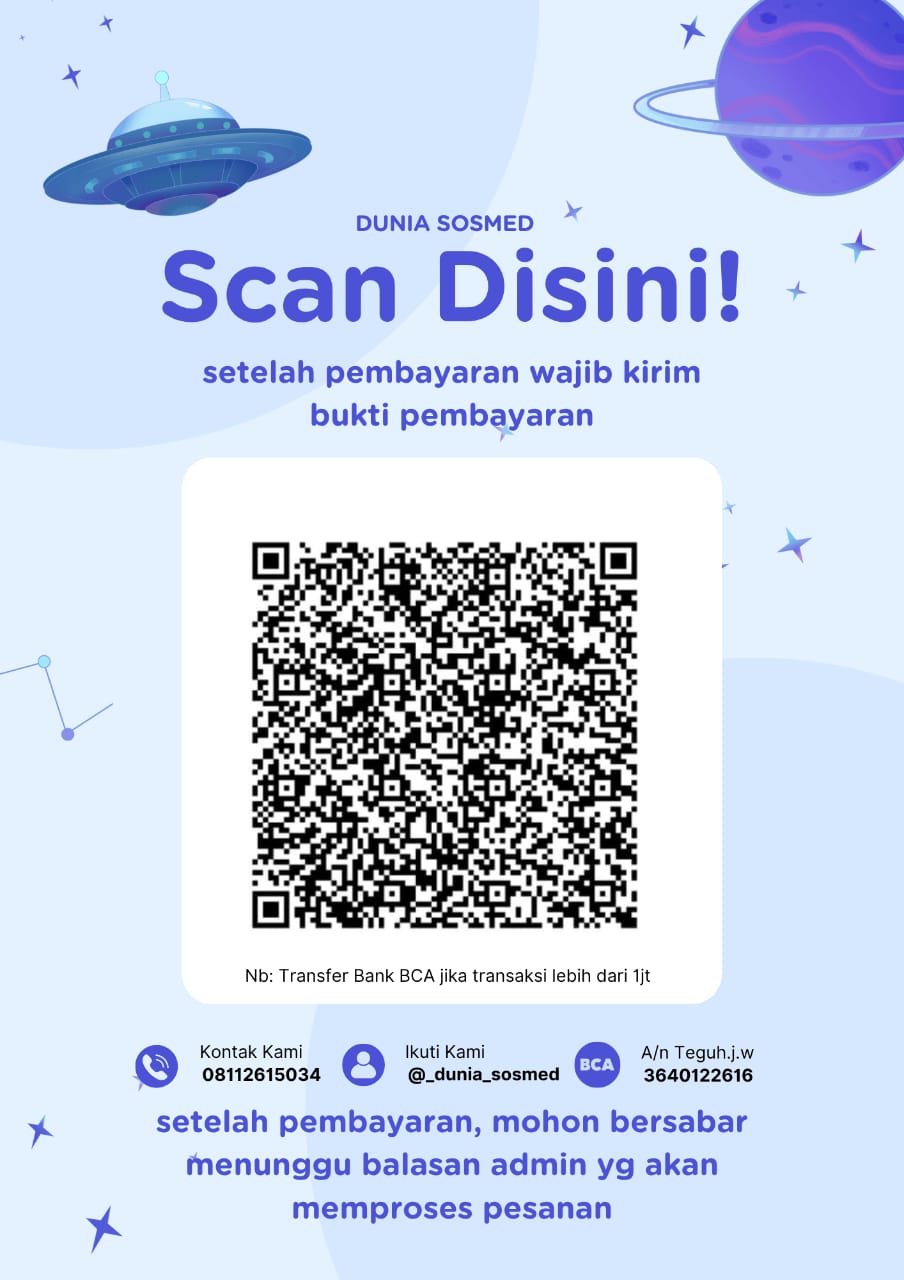 DUNIA SOSMED
Scan Disini!
setelah pembayaran wajib kirim
bukti pembayaran
Nb: Transfer Bank BCA jika transaksi lebih dari 1jt
Kontak Kami
08112615034
Ikuti Kami
@_dunia_sosmed
BCA
A/n Teguh.j.w
3640122616
setelah pembayaran, mohon bersabar
menunggu balasan admin yg akan
memproses pesanan